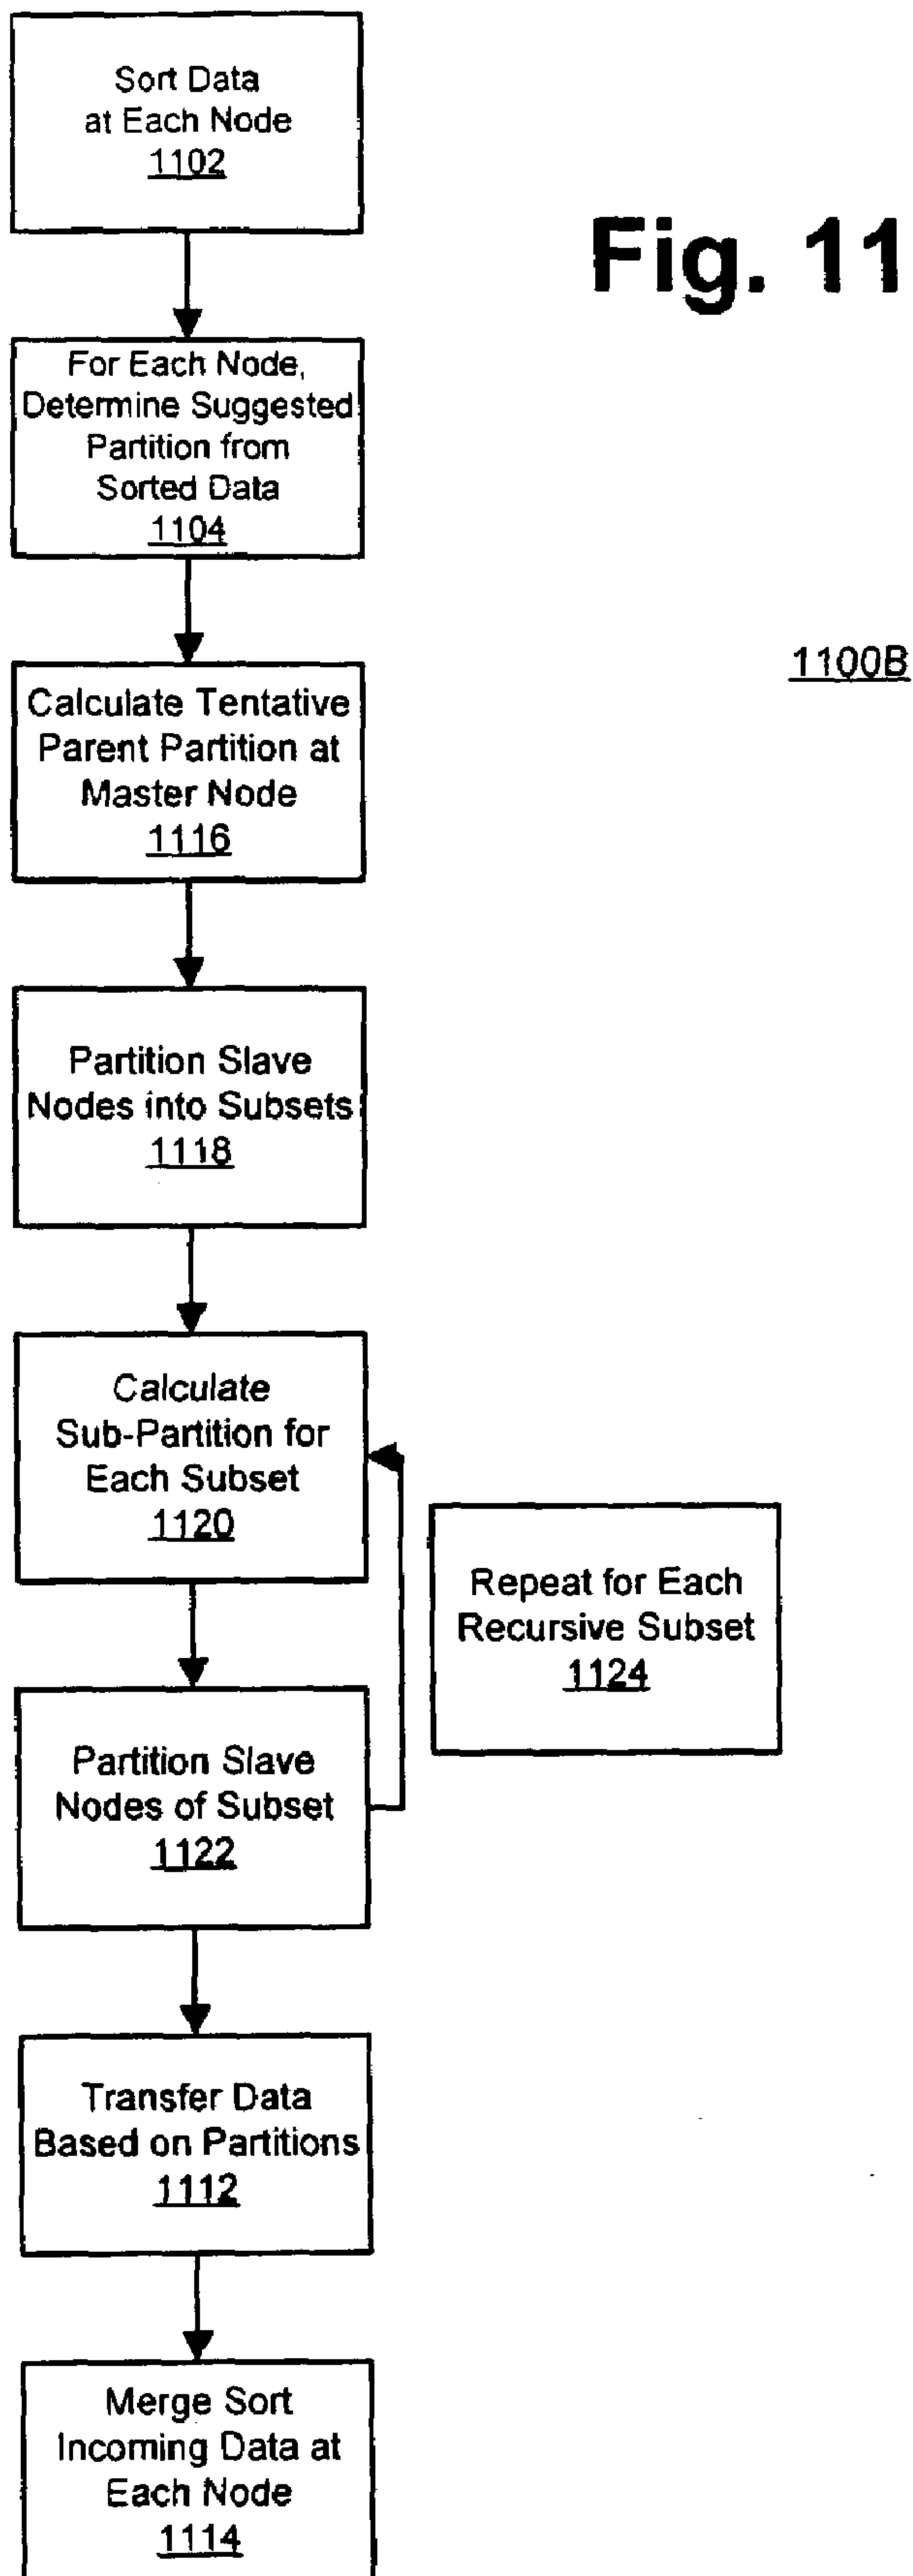 Sort Data
at Each Node
1102
Fig. 11
For Each Node,
Determine Suggested
Partition from
Sorted Data
1104
1100B
Calculate Tentative
Parent Partition at
Master Node
1116
Partition Slave
Nodes into Subsets
1118
Calculate
Sub-Partition for
Each Subset
1120
Repeat for Each
Recursive Subset
1124
Partition Slave
Nodes of Subset
1122
Transfer Data
Based on Partitions
1112
Merge Sort
Incoming Data at
Each Node
1114